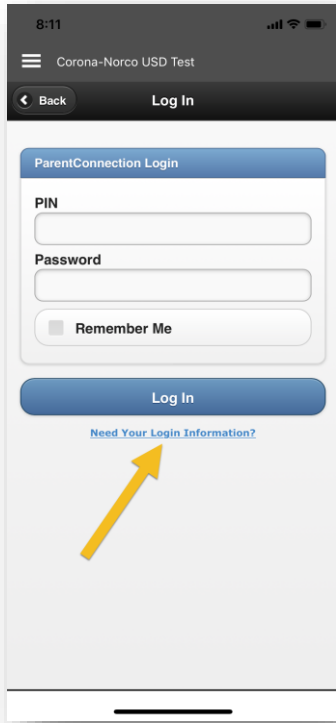 8:11
Corona-Norco USD Test
Back
Log In
ParentConnection Login
PIN
Password
Remember Me
Log In
Need Your Login Information?